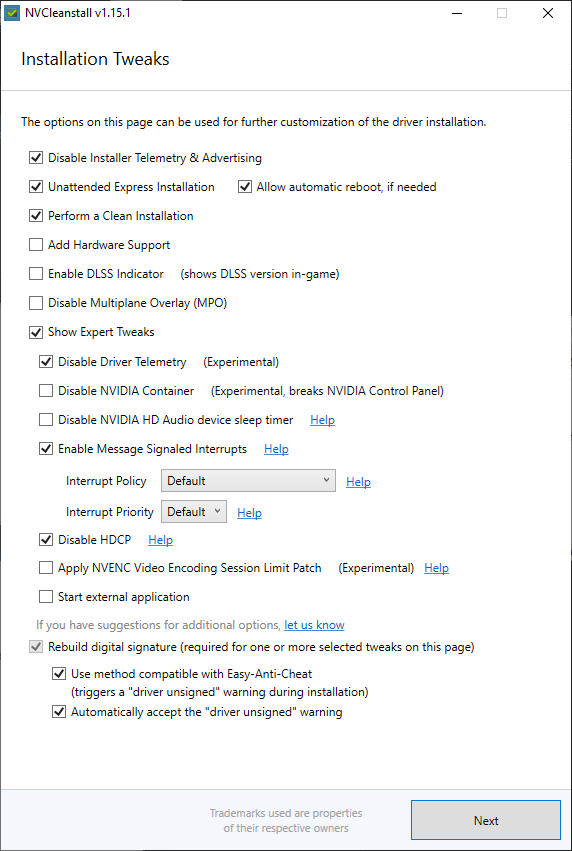 NVCleanstall v1.15.1
Installation Tweaks
The options on this page can be used for further customization of the driver installation.
Disable Installer Telemetry & Advertising
Unattended Express Installation Allow automatic reboot, if needed
Perform a Clean Installation
Add Hardware Support
Enable DLSS Indicator (shows DLSS version in-game)
Disable Multiplane Overlay (MPO)
Show Expert Tweaks
Disable Driver Telemetry (Experimental)
Disable NVIDIA Container (Experimental, breaks NVIDIA Control Panel)
Disable NVIDIA HD Audio device sleep timer Help
Enable Message Signaled Interrupts Help
Interrupt Policy Default Help
Interrupt Priority Default Help
Disable HDCP Help
Apply NVENC Video Encoding Session Limit Patch (Experimental) Help
Start external application
If you have suggestions for additional options, let us know
Rebuild digital signature (required for one or more selected tweaks on this page)
Use method compatible with Easy-Anti-Cheat
(triggers a "driver unsigned" warning during installation)
Automatically accept the "driver unsigned" warning
Trademarks used are properties
of their respective owners
Next